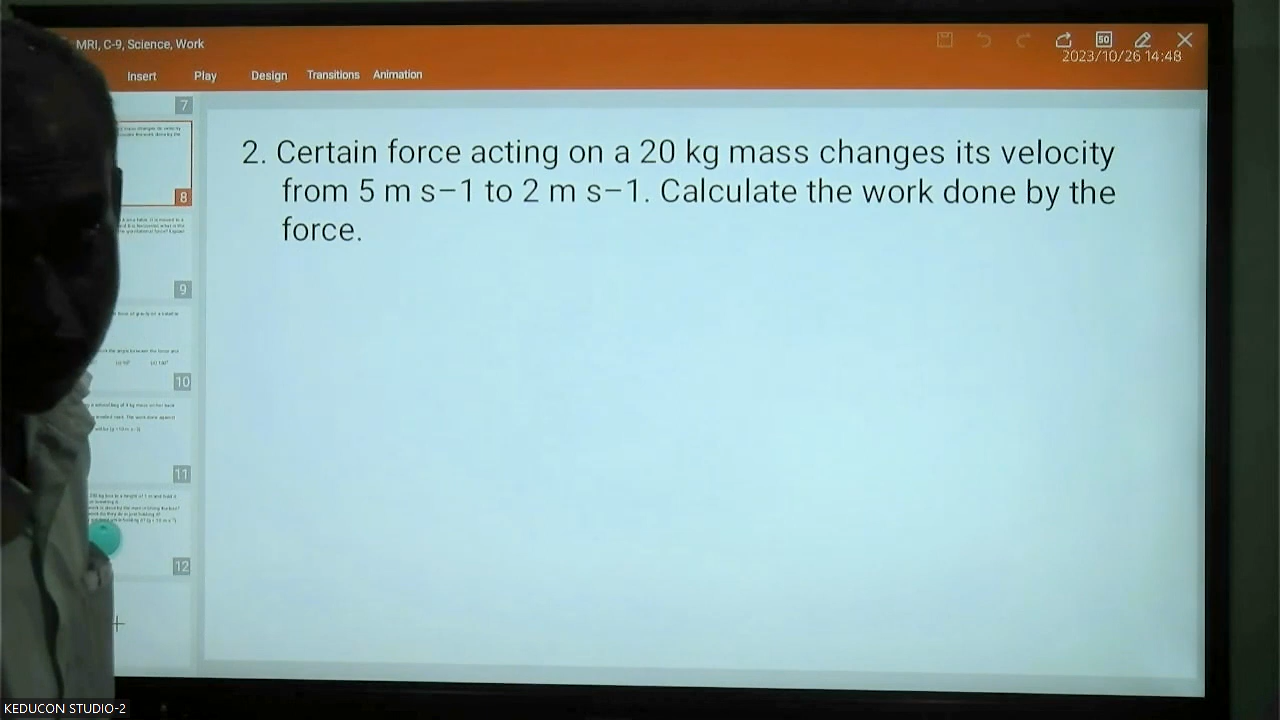 MRI, C-9, Science, Work
50
2023/10/26 14:48
Insert Play Design Transitions Animation
7
8
9
10
11
12
2. Certain force acting on a 20 kg mass changes its velocity
from 5 m s–1 to 2 m s–1. Calculate the work done by the
force.
KEDUCON STUDIO-2